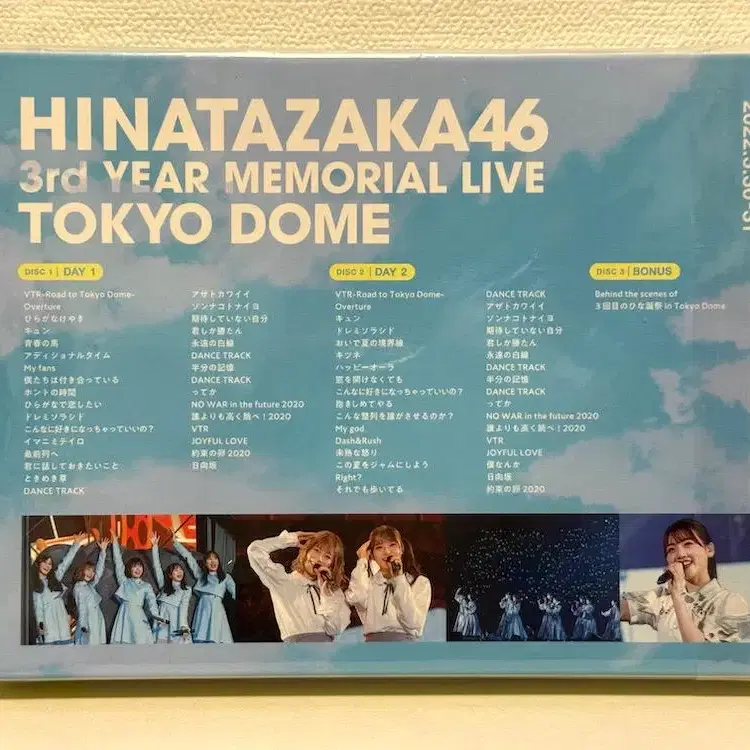 HINATAZAKA46
3rd YEAR MEMORIAL LIVE
TOKYO DOME
DISC 1 | DAY 1
VTR-Road to Tokyo Dome-
Overture
ひらがなけやき
キュン
青春の馬
アディショナルタイム
My fans
僕たちは付き合っている
ホントの時間
ひらがなで恋したい
ドレミソラシド
こんなに好きになっちゃっていいの?
イマニミテイロ
最前列へ
君に話しておきたいこと
ときめき草
DANCE TRACK
アザトカワイイ
ソンナコトナイヨ
期待していない自分
君しか勝たん
永遠の白線
DANCE TRACK
半分の記憶
DANCE TRACK
ってか
NO WAR in the future 2020
誰よりも高く跳べ!2020
VTR
JOYFUL LOVE
約束の卵 2020
日向坂
DISC 2 | DAY 2
VTR-Road to Tokyo Dome-
Overture
キュン
ドレミソラシド
おいで夏の境界線
キツネ
ハッピーオーラ
窓を開けなくても
こんなに好きになっちゃっていいの?
抱きしめてやる
こんな整列を誰がさせるのか?
My god
Dash&Rush
未熟な怒り
この夏をジャムにしよう
Right?
それでも歩いてる
DANCE TRACK
アザトカワイイ
ソンナコトナイヨ
期待していない自分
君しか勝たん
永遠の白線
DANCE TRACK
半分の記憶
DANCE TRACK
ってか
NO WAR in the future 2020
誰よりも高く跳べ!2020
VTR
JOYFUL LOVE
僕なんか
日向坂
約束の卵 2020
DISC 3 | BONUS
Behind the scenes of
3回目のひな誕祭 in Tokyo Dome